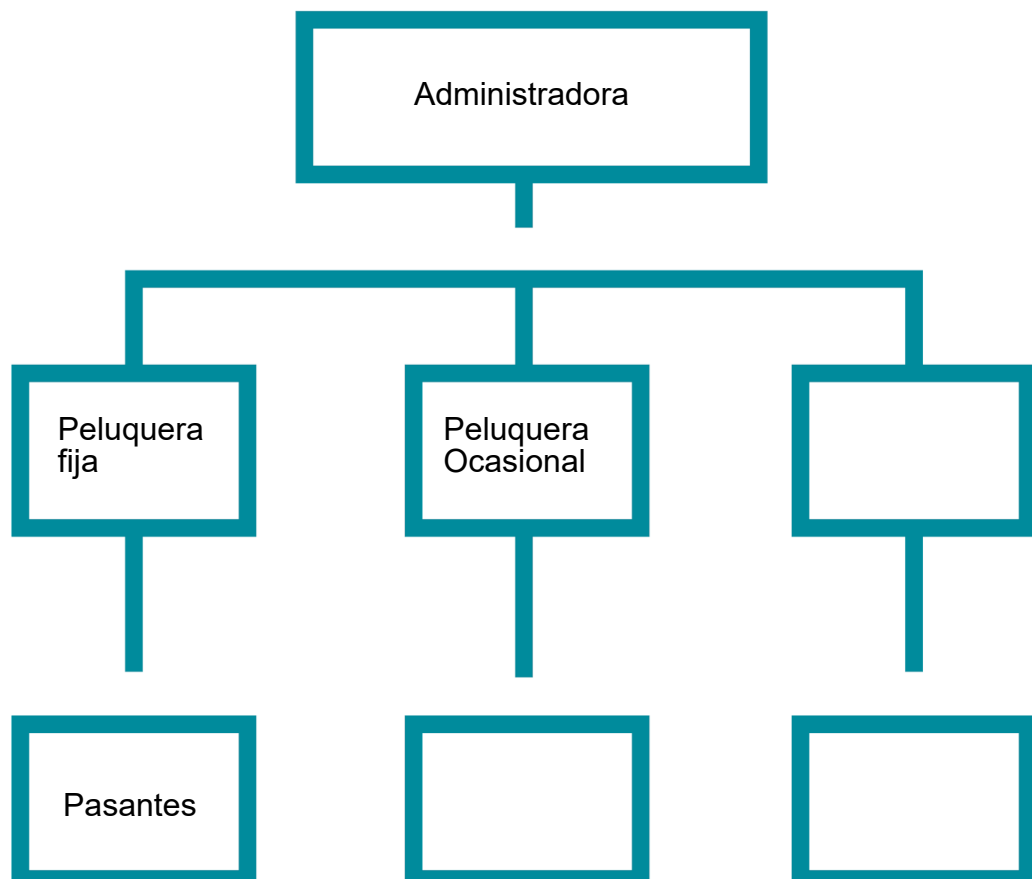 Administradora
Peluquera
fija
Peluquera
Ocasional
Pasantes